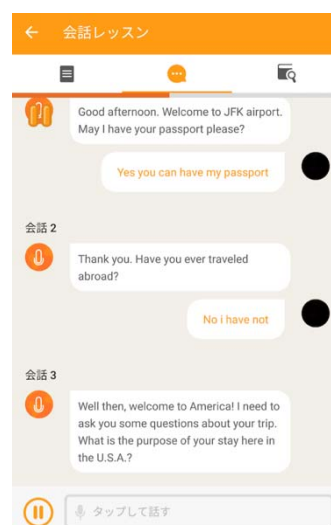 会話レッスン
Good afternoon. Welcome to JFK airport.
May I have your passport please?
Yes you can have my passport
会話 2
Thank you. Have you ever traveled
abroad?
No i have not
会話 3
Well then, welcome to America! I need to
ask you some questions about your trip.
What is the purpose of your stay here in
the U.S.A.?
タップして話す